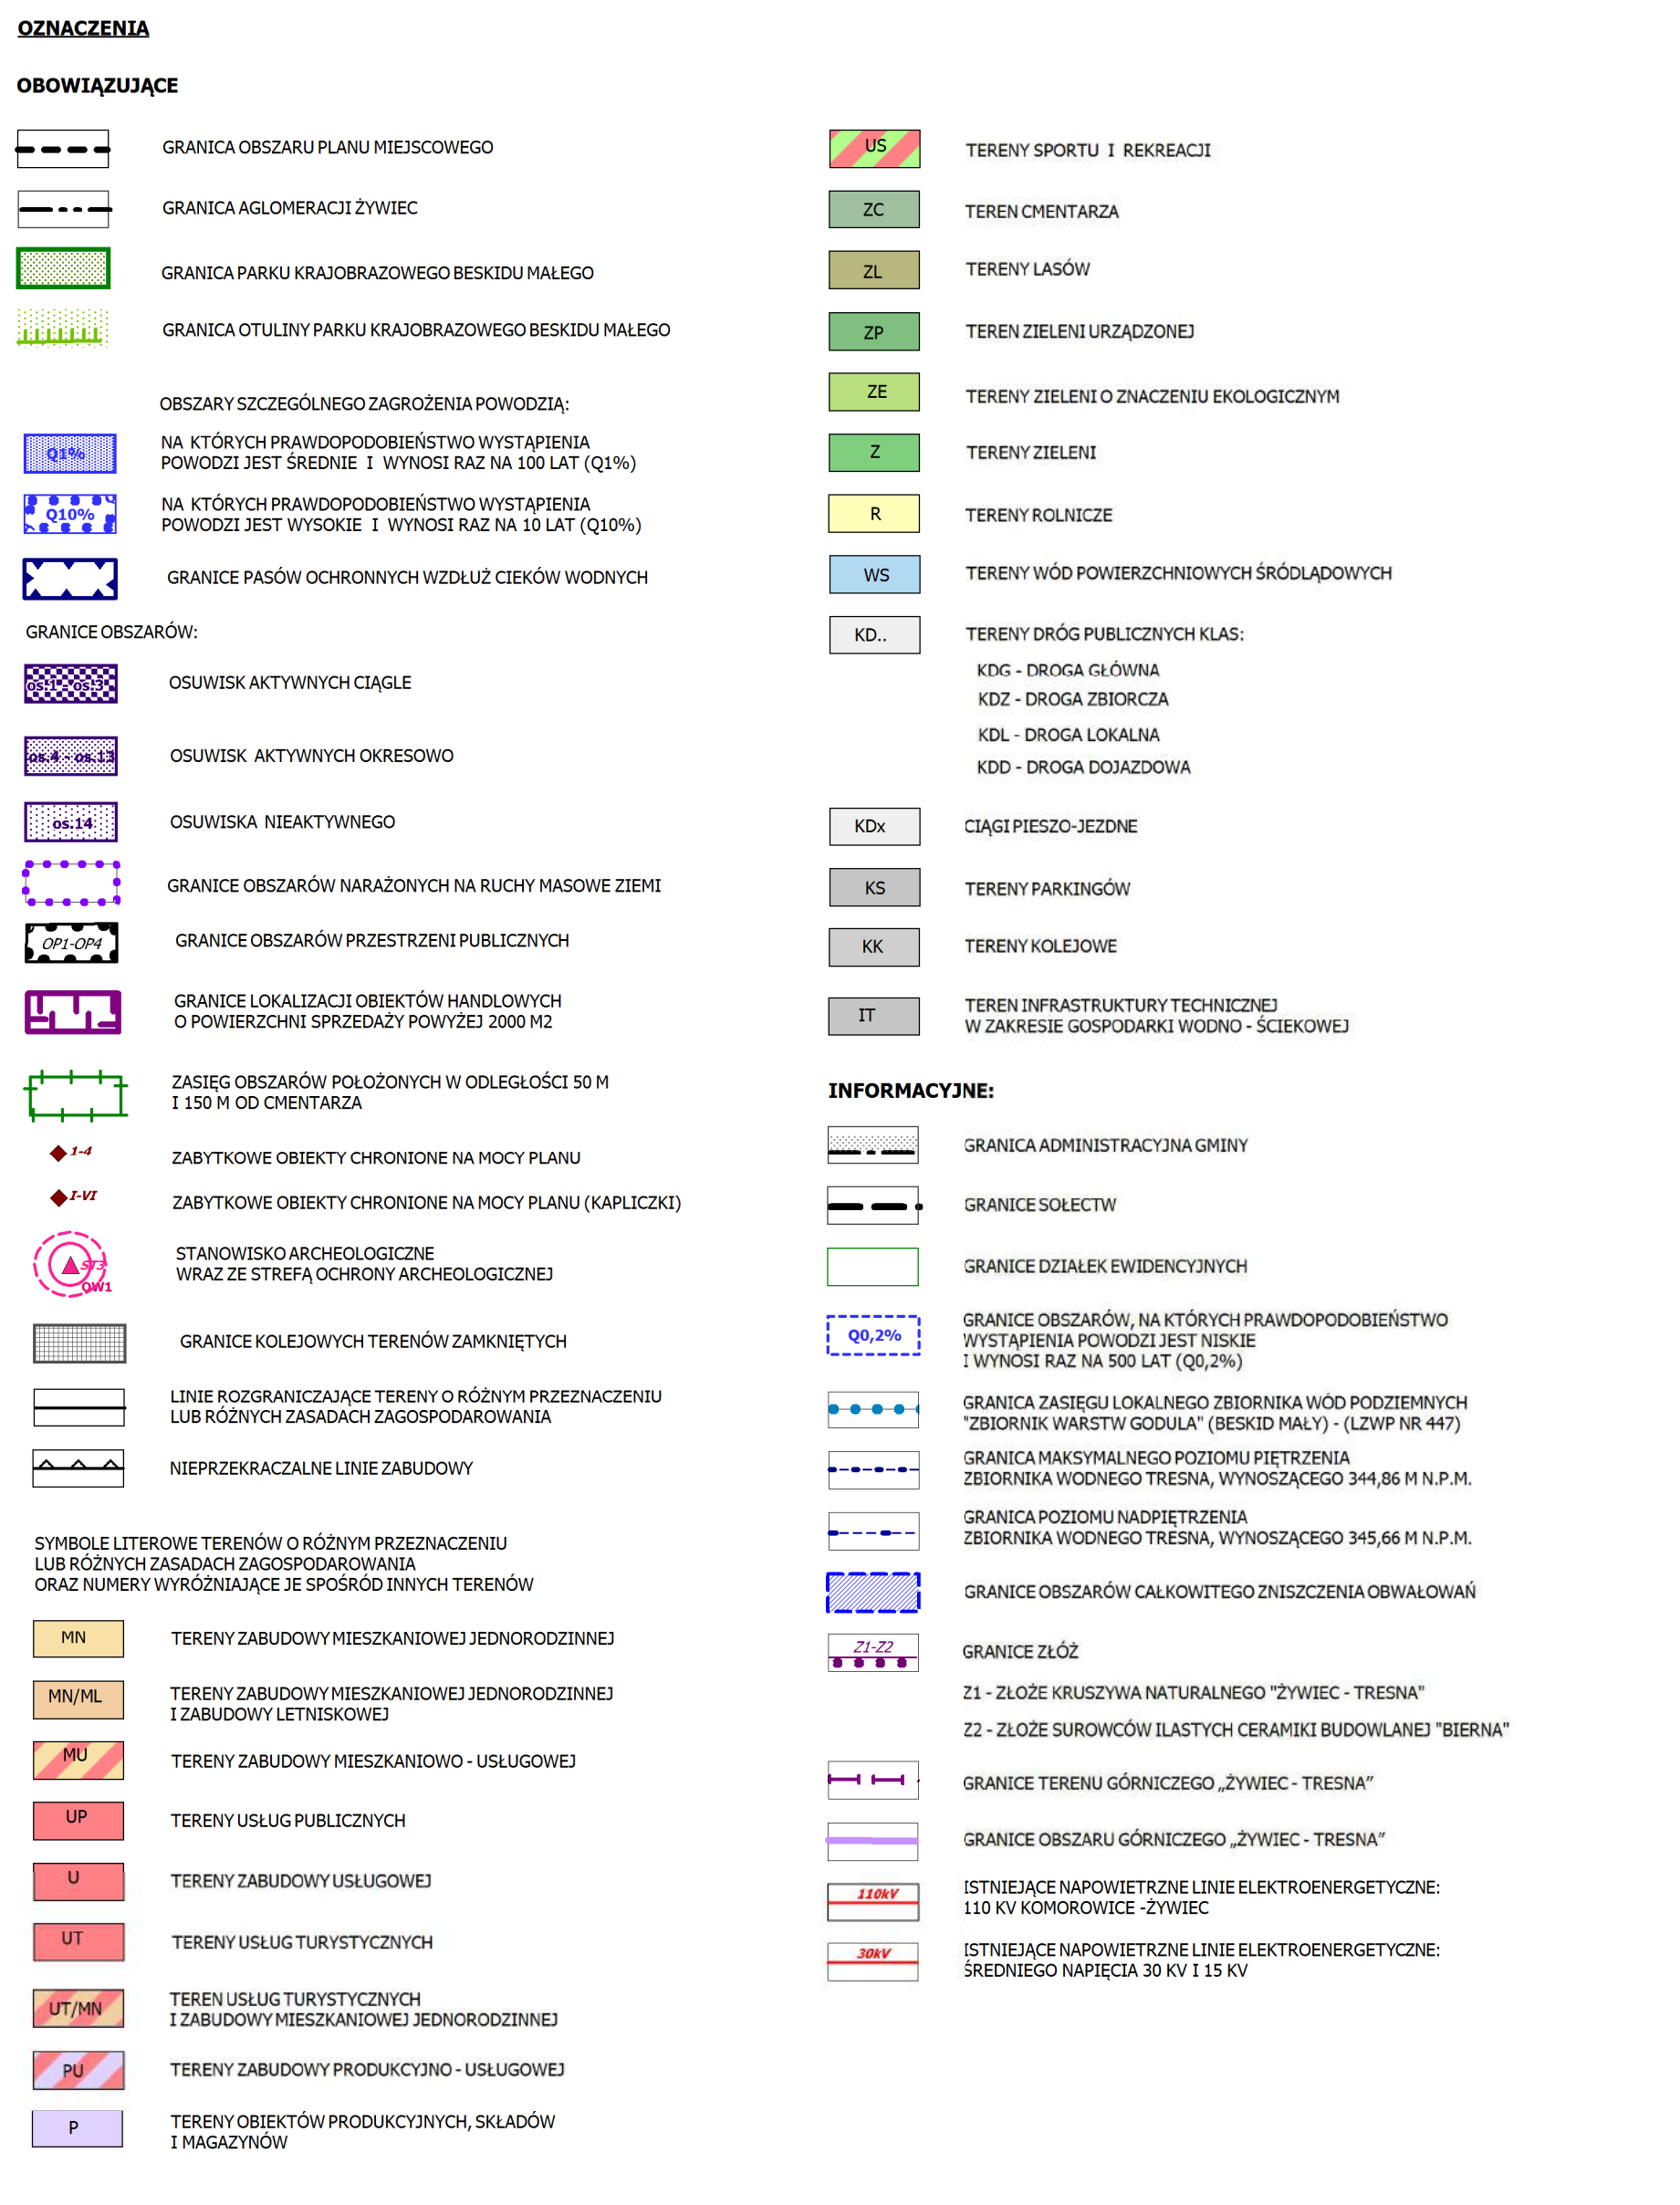 OZNACZENIA
OBOWIĄZUJĄCE
GRANICA OBSZARU PLANU MIEJSCOWEGO
GRANICA AGLOMERACJI ŻYWIEC
GRANICA PARKU KRAJOBRAZOWEGO BESKIDU MAŁEGO
GRANICA OTULINY PARKU KRAJOBRAZOWEGO BESKIDU MAŁEGO
OBSZARY SZCZEGÓLNEGO ZAGROŻENIA POWODZIĄ:
Q1%
NA KTÓRYCH PRAWDOPODOBIEŃSTWO WYSTĄPIENIA
POWODZI JEST ŚREDNIE I WYNOSI RAZ NA 100 LAT (Q1%)
Q10%
NA KTÓRYCH PRAWDOPODOBIEŃSTWO WYSTĄPIENIA
POWODZI JEST WYSOKIE I WYNOSI RAZ NA 10 LAT (Q10%)
GRANICE PASÓW OCHRONNYCH WZDŁUŻ CIEKÓW WODNYCH
GRANICE OBSZARÓW:
os.1 - os.3
OSUWISK AKTYWNYCH CIĄGLE
os.4 - os.13
OSUWISK AKTYWNYCH OKRESOWO
os.14
OSUWISKA NIEAKTYWNEGO
GRANICE OBSZARÓW NARAŻONYCH NA RUCHY MASOWE ZIEMI
OP1-OP4
GRANICE OBSZARÓW PRZESTRZENI PUBLICZNYCH
GRANICE LOKALIZACJI OBIEKTÓW HANDLOWYCH
O POWIERZCHNI SPRZEDAŻY POWYŻEJ 2000 M2
ZASIĘG OBSZARÓW POŁOŻONYCH W ODLEGŁOŚCI 50 M
I 150 M OD CMENTARZA
1-4
ZABYTKOWE OBIEKTY CHRONIONE NA MOCY PLANU
I-VI
ZABYTKOWE OBIEKTY CHRONIONE NA MOCY PLANU (KAPLICZKI)
ST3
OW1
STANOWISKO ARCHEOLOGICZNE
WRAZ ZE STREFĄ OCHRONY ARCHEOLOGICZNEJ
GRANICE KOLEJOWYCH TERENÓW ZAMKNIĘTYCH
LINIE ROZGRANICZAJĄCE TERENY O RÓŻNYM PRZEZNACZENIU
LUB RÓŻNYCH ZASADACH ZAGOSPODAROWANIA
NIEPRZEKRACZALNE LINIE ZABUDOWY
SYMBOLE LITEROWE TERENÓW O RÓŻNYM PRZEZNACZENIU
LUB RÓŻNYCH ZASADACH ZAGOSPODAROWANIA
ORAZ NUMERY WYRÓŻNIAJĄCE JE SPOŚRÓD INNYCH TERENÓW
MN
TERENY ZABUDOWY MIESZKANIOWEJ JEDNORODZINNEJ
MN/ML
TERENY ZABUDOWY MIESZKANIOWEJ JEDNORODZINNEJ
I ZABUDOWY LETNISKOWEJ
MU
TERENY ZABUDOWY MIESZKANIOWO - USŁUGOWEJ
UP
TERENY USŁUG PUBLICZNYCH
U
TERENY ZABUDOWY USŁUGOWEJ
UT
TERENY USŁUG TURYSTYCZNYCH
UT/MN
TEREN USŁUG TURYSTYCZNYCH
I ZABUDOWY MIESZKANIOWEJ JEDNORODZINNEJ
PU
TERENY ZABUDOWY PRODUKCYJNO - USŁUGOWEJ
P
TERENY OBIEKTÓW PRODUKCYJNYCH, SKŁADÓW
I MAGAZYNÓW
US
TERENY SPORTU I REKREACJI
ZC
TEREN CMENTARZA
ZL
TERENY LASÓW
ZP
TEREN ZIELENI URZĄDZONEJ
ZE
TERENY ZIELENI O ZNACZENIU EKOLOGICZNYM
Z
TERENY ZIELENI
R
TERENY ROLNICZE
WS
TERENY WÓD POWIERZCHNIOWYCH ŚRÓDLĄDOWYCH
KD..
TERENY DRÓG PUBLICZNYCH KLAS:
KDG - DROGA GŁÓWNA
KDZ - DROGA ZBIORCZA
KDL - DROGA LOKALNA
KDD - DROGA DOJAZDOWA
KDx
CIĄGI PIESZO-JEZDNE
KS
TERENY PARKINGÓW
KK
TERENY KOLEJOWE
IT
TEREN INFRASTRUKTURY TECHNICZNEJ
W ZAKRESIE GOSPODARKI WODNO - ŚCIEKOWEJ
INFORMACYJNE:
GRANICA ADMINISTRACYJNA GMINY
GRANICE SOŁECTW
GRANICE DZIAŁEK EWIDENCYJNYCH
Q0,2%
GRANICE OBSZARÓW, NA KTÓRYCH PRAWDOPODOBIEŃSTWO
WYSTĄPIENIA POWODZI JEST NISKIE
I WYNOSI RAZ NA 500 LAT (Q0,2%)
GRANICA ZASIĘGU LOKALNEGO ZBIORNIKA WÓD PODZIEMNYCH
"ZBIORNIK WARSTW GODULA" (BESKID MAŁY) - (LZWP NR 447)
GRANICA MAKSYMALNEGO POZIOMU PIĘTRZENIA
ZBIORNIKA WODNEGO TRESNA, WYNOSZĄCEGO 344,86 M N.P.M.
GRANICA POZIOMU NADPIĘTRZENIA
ZBIORNIKA WODNEGO TRESNA, WYNOSZĄCEGO 345,66 M N.P.M.
GRANICE OBSZARÓW CAŁKOWITEGO ZNISZCZENIA OBWAŁOWAŃ
Z1-Z2
GRANICE ZŁÓŻ
Z1 - ZŁOŻE KRUSZYWA NATURALNEGO "ŻYWIEC - TRESNA"
Z2 - ZŁOŻE SUROWCÓW ILASTYCH CERAMIKI BUDOWLANEJ "BIERNA"
GRANICE TERENU GÓRNICZEGO „ŻYWIEC - TRESNA”
GRANICE OBSZARU GÓRNICZEGO „ŻYWIEC - TRESNA”
110kV
ISTNIEJĄCE NAPOWIETRZNE LINIE ELEKTROENERGETYCZNE:
110 KV KOMOROWICE -ŻYWIEC
30kV
ISTNIEJĄCE NAPOWIETRZNE LINIE ELEKTROENERGETYCZNE:
ŚREDNIEGO NAPIĘCIA 30 KV I 15 KV